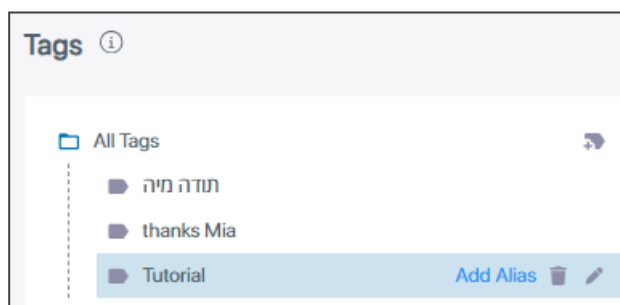 Tags
All Tags
תודה מיה
thanks Mia
Tutorial Add Alias